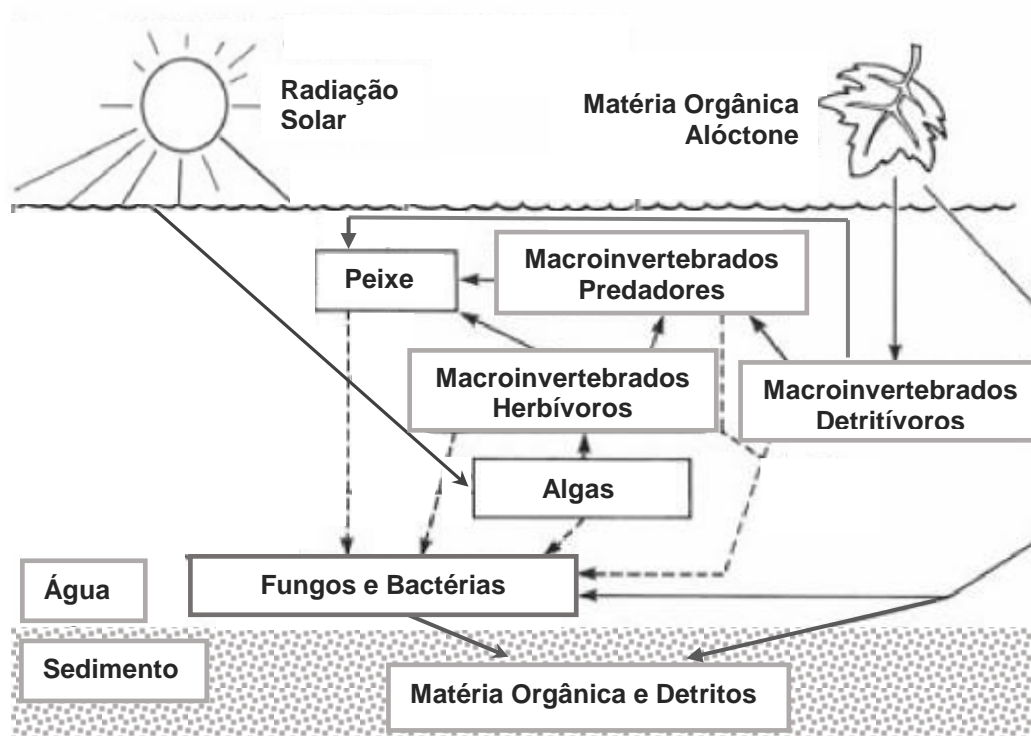 Radiação
Solar
Matéria Orgânica
Alóctone
Peixe
Macroinvertebrados
Predadores
Macroinvertebrados
Herbívoros
Macroinvertebrados
Detritívoros
Algas
Fungos e Bactérias
Água
Sedimento
Matéria Orgânica e Detritos